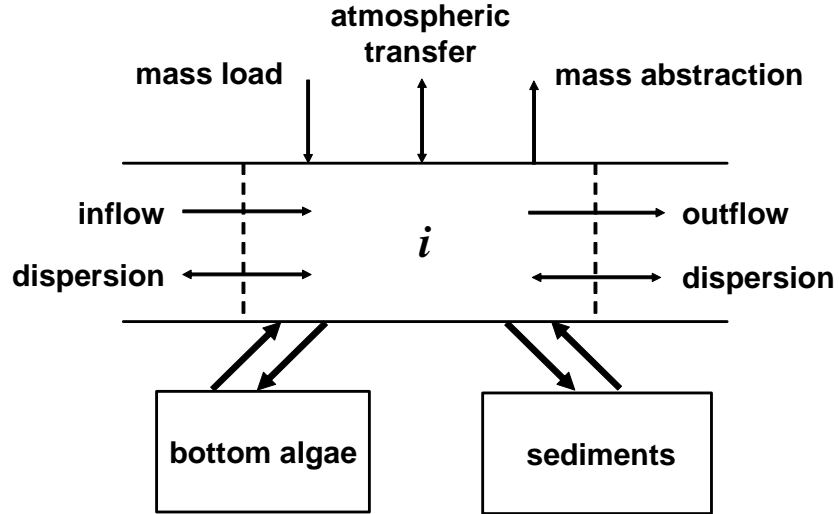 atmospheric
transfer
mass load
mass abstraction
inflow
i
outflow
dispersion
dispersion
bottom algae
sediments